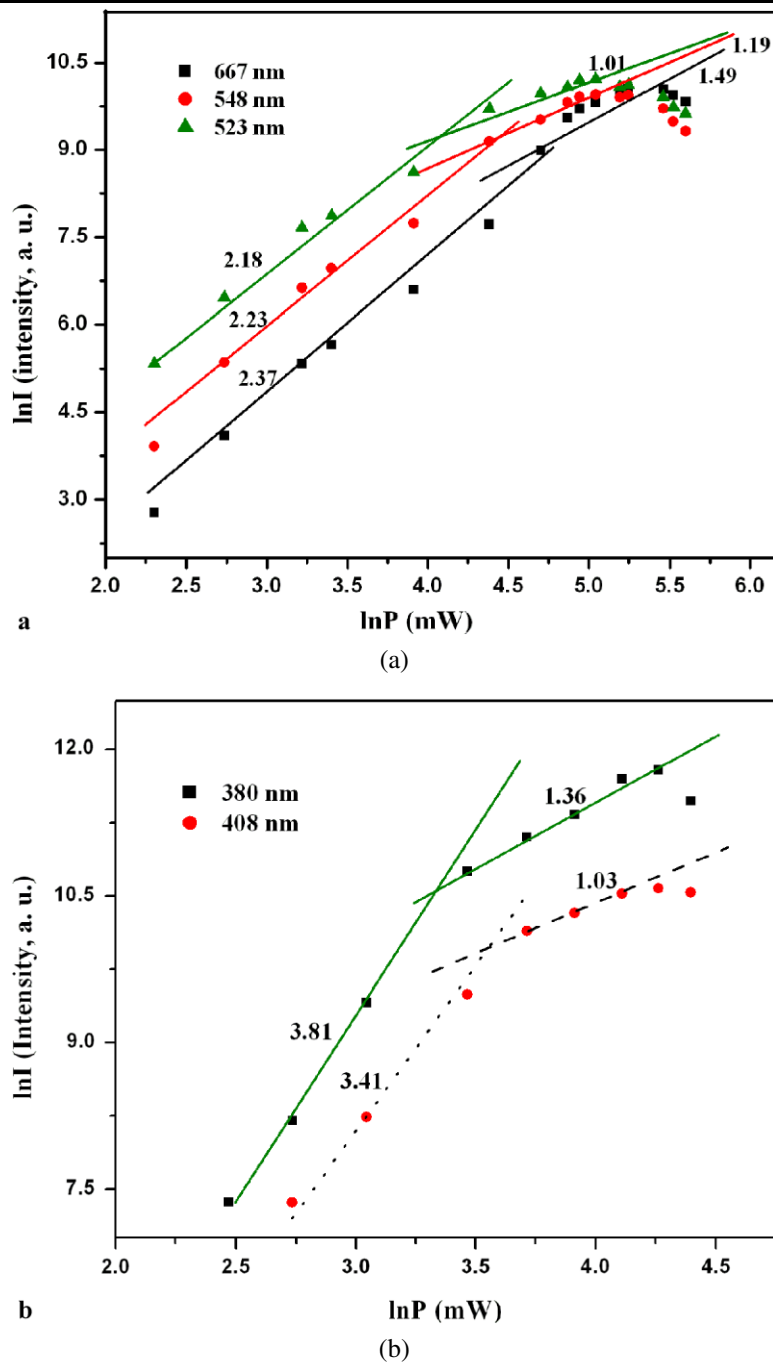 10.5
9.0
7.5
6.0
4.5
3.0
lnI (intensity, a. u.)
667 nm
548 nm
523 nm
1.01
1.19
1.49
2.18
2.23
2.37
2.0 2.5 3.0 3.5 4.0 4.5 5.0 5.5 6.0
a lnP (mW)
(a)
12.0
10.5
9.0
7.5
lnI (Intensity, a. u.)
380 nm
408 nm
1.36
1.03
3.81
3.41
2.0 2.5 3.0 3.5 4.0 4.5
b lnP (mW)
(b)